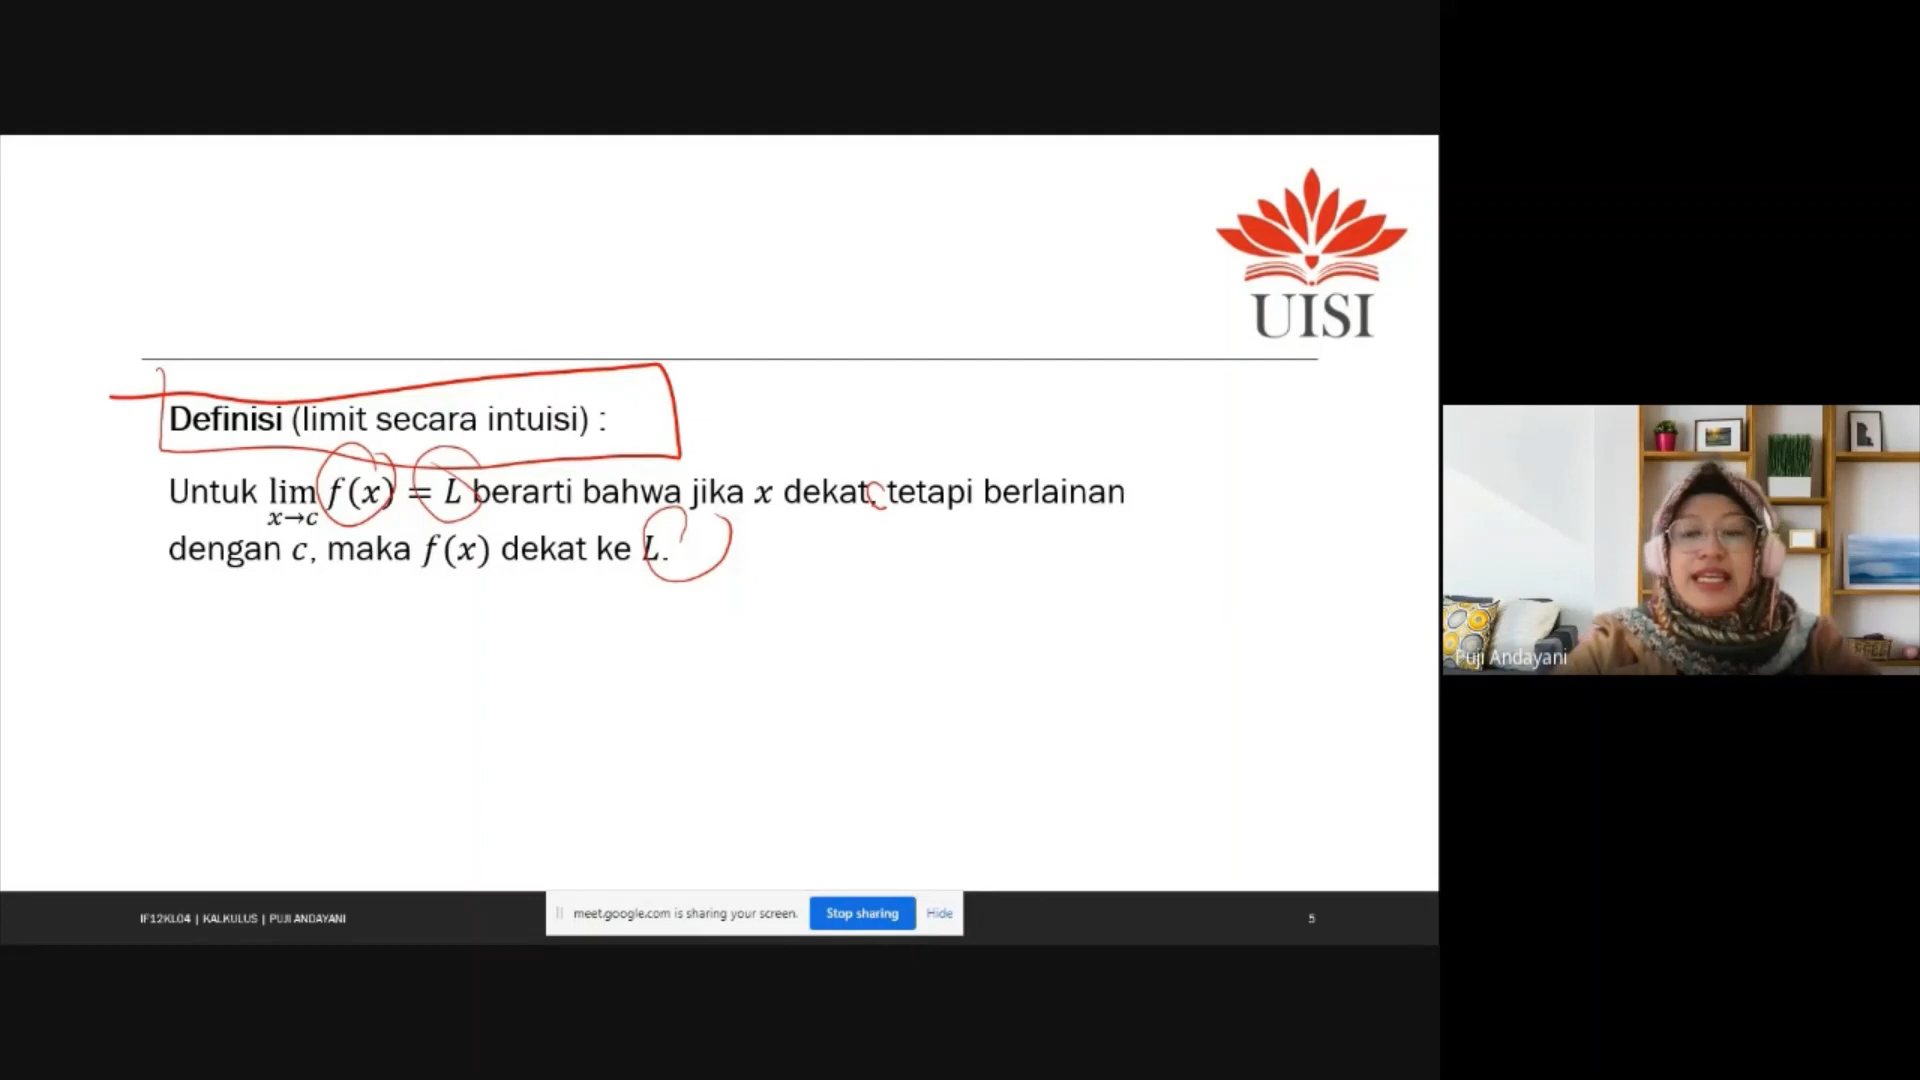 UISI
Definisi (limit secara intuisi) :
Untuk lim f(x) = L berarti bahwa jika x dekat, c tetapi berlainan
x→c
dengan c, maka f(x) dekat ke L.
Puji Andayani
IF12KL04 | KALKULUS | PUJI ANDAYANI
meet.google.com is sharing your screen. Stop sharing Hide
5